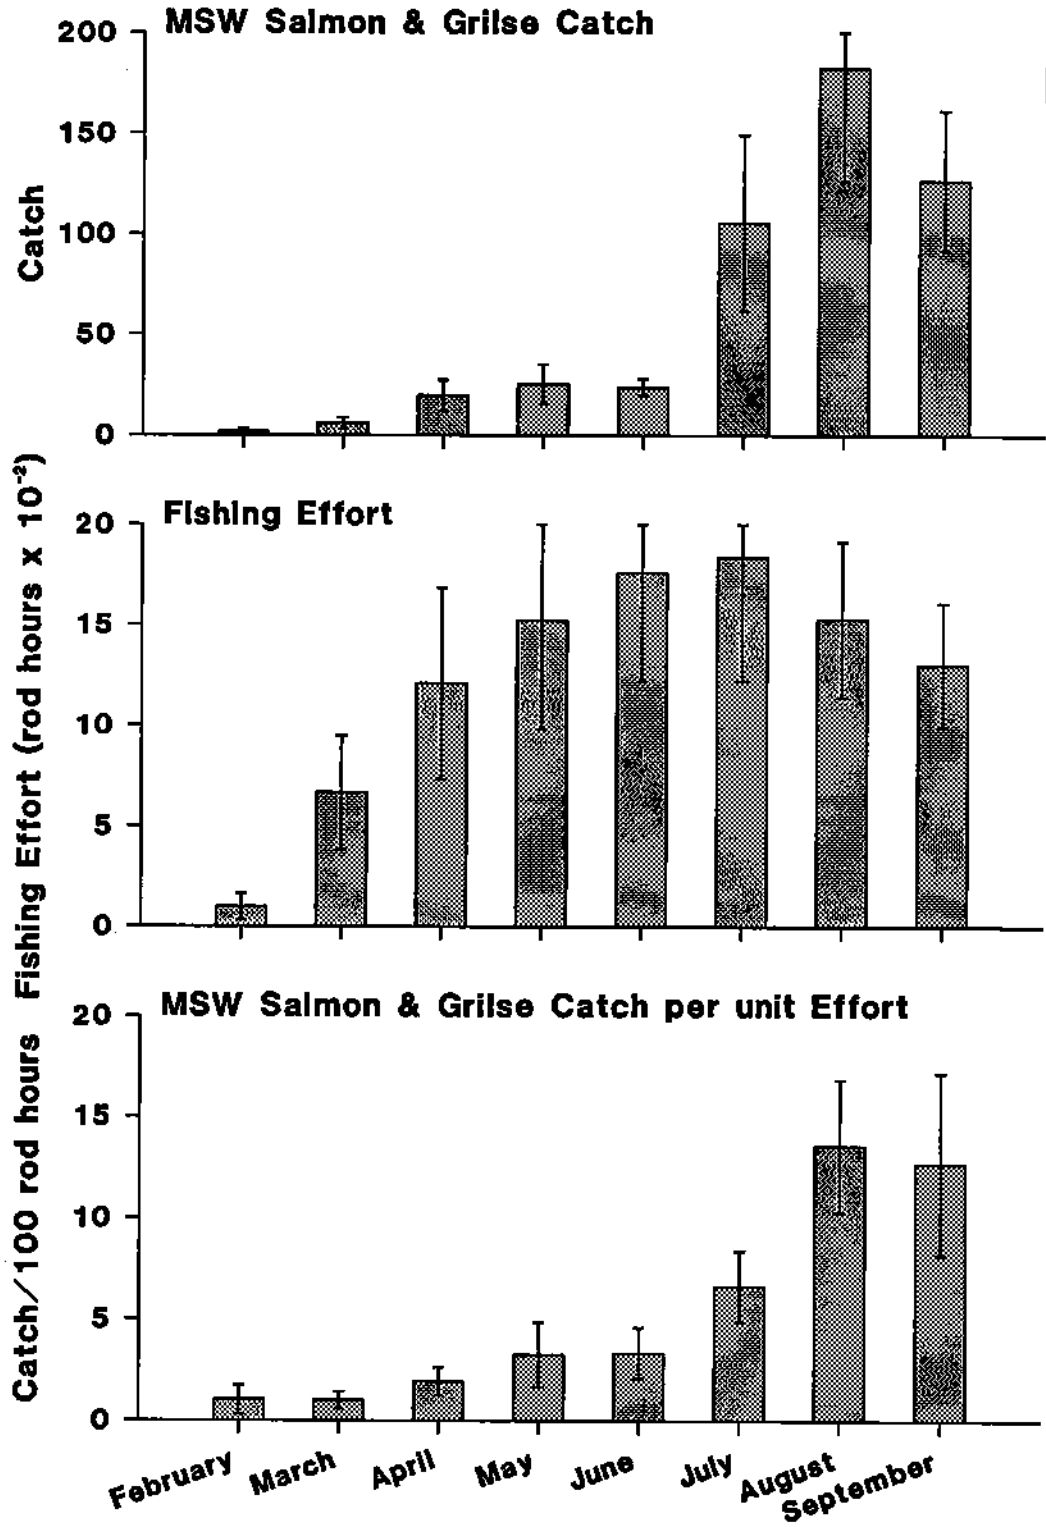 MSW Salmon & Grilse Catch
200
150
100
50
0
Catch
Fishing Effort
20
15
10
5
0
Fishing Effort (rod hours x 10-2)
MSW Salmon & Grilse Catch per unit Effort
20
15
10
5
0
Catch/100 rod hours
February
March
April
May
June
July
August
September